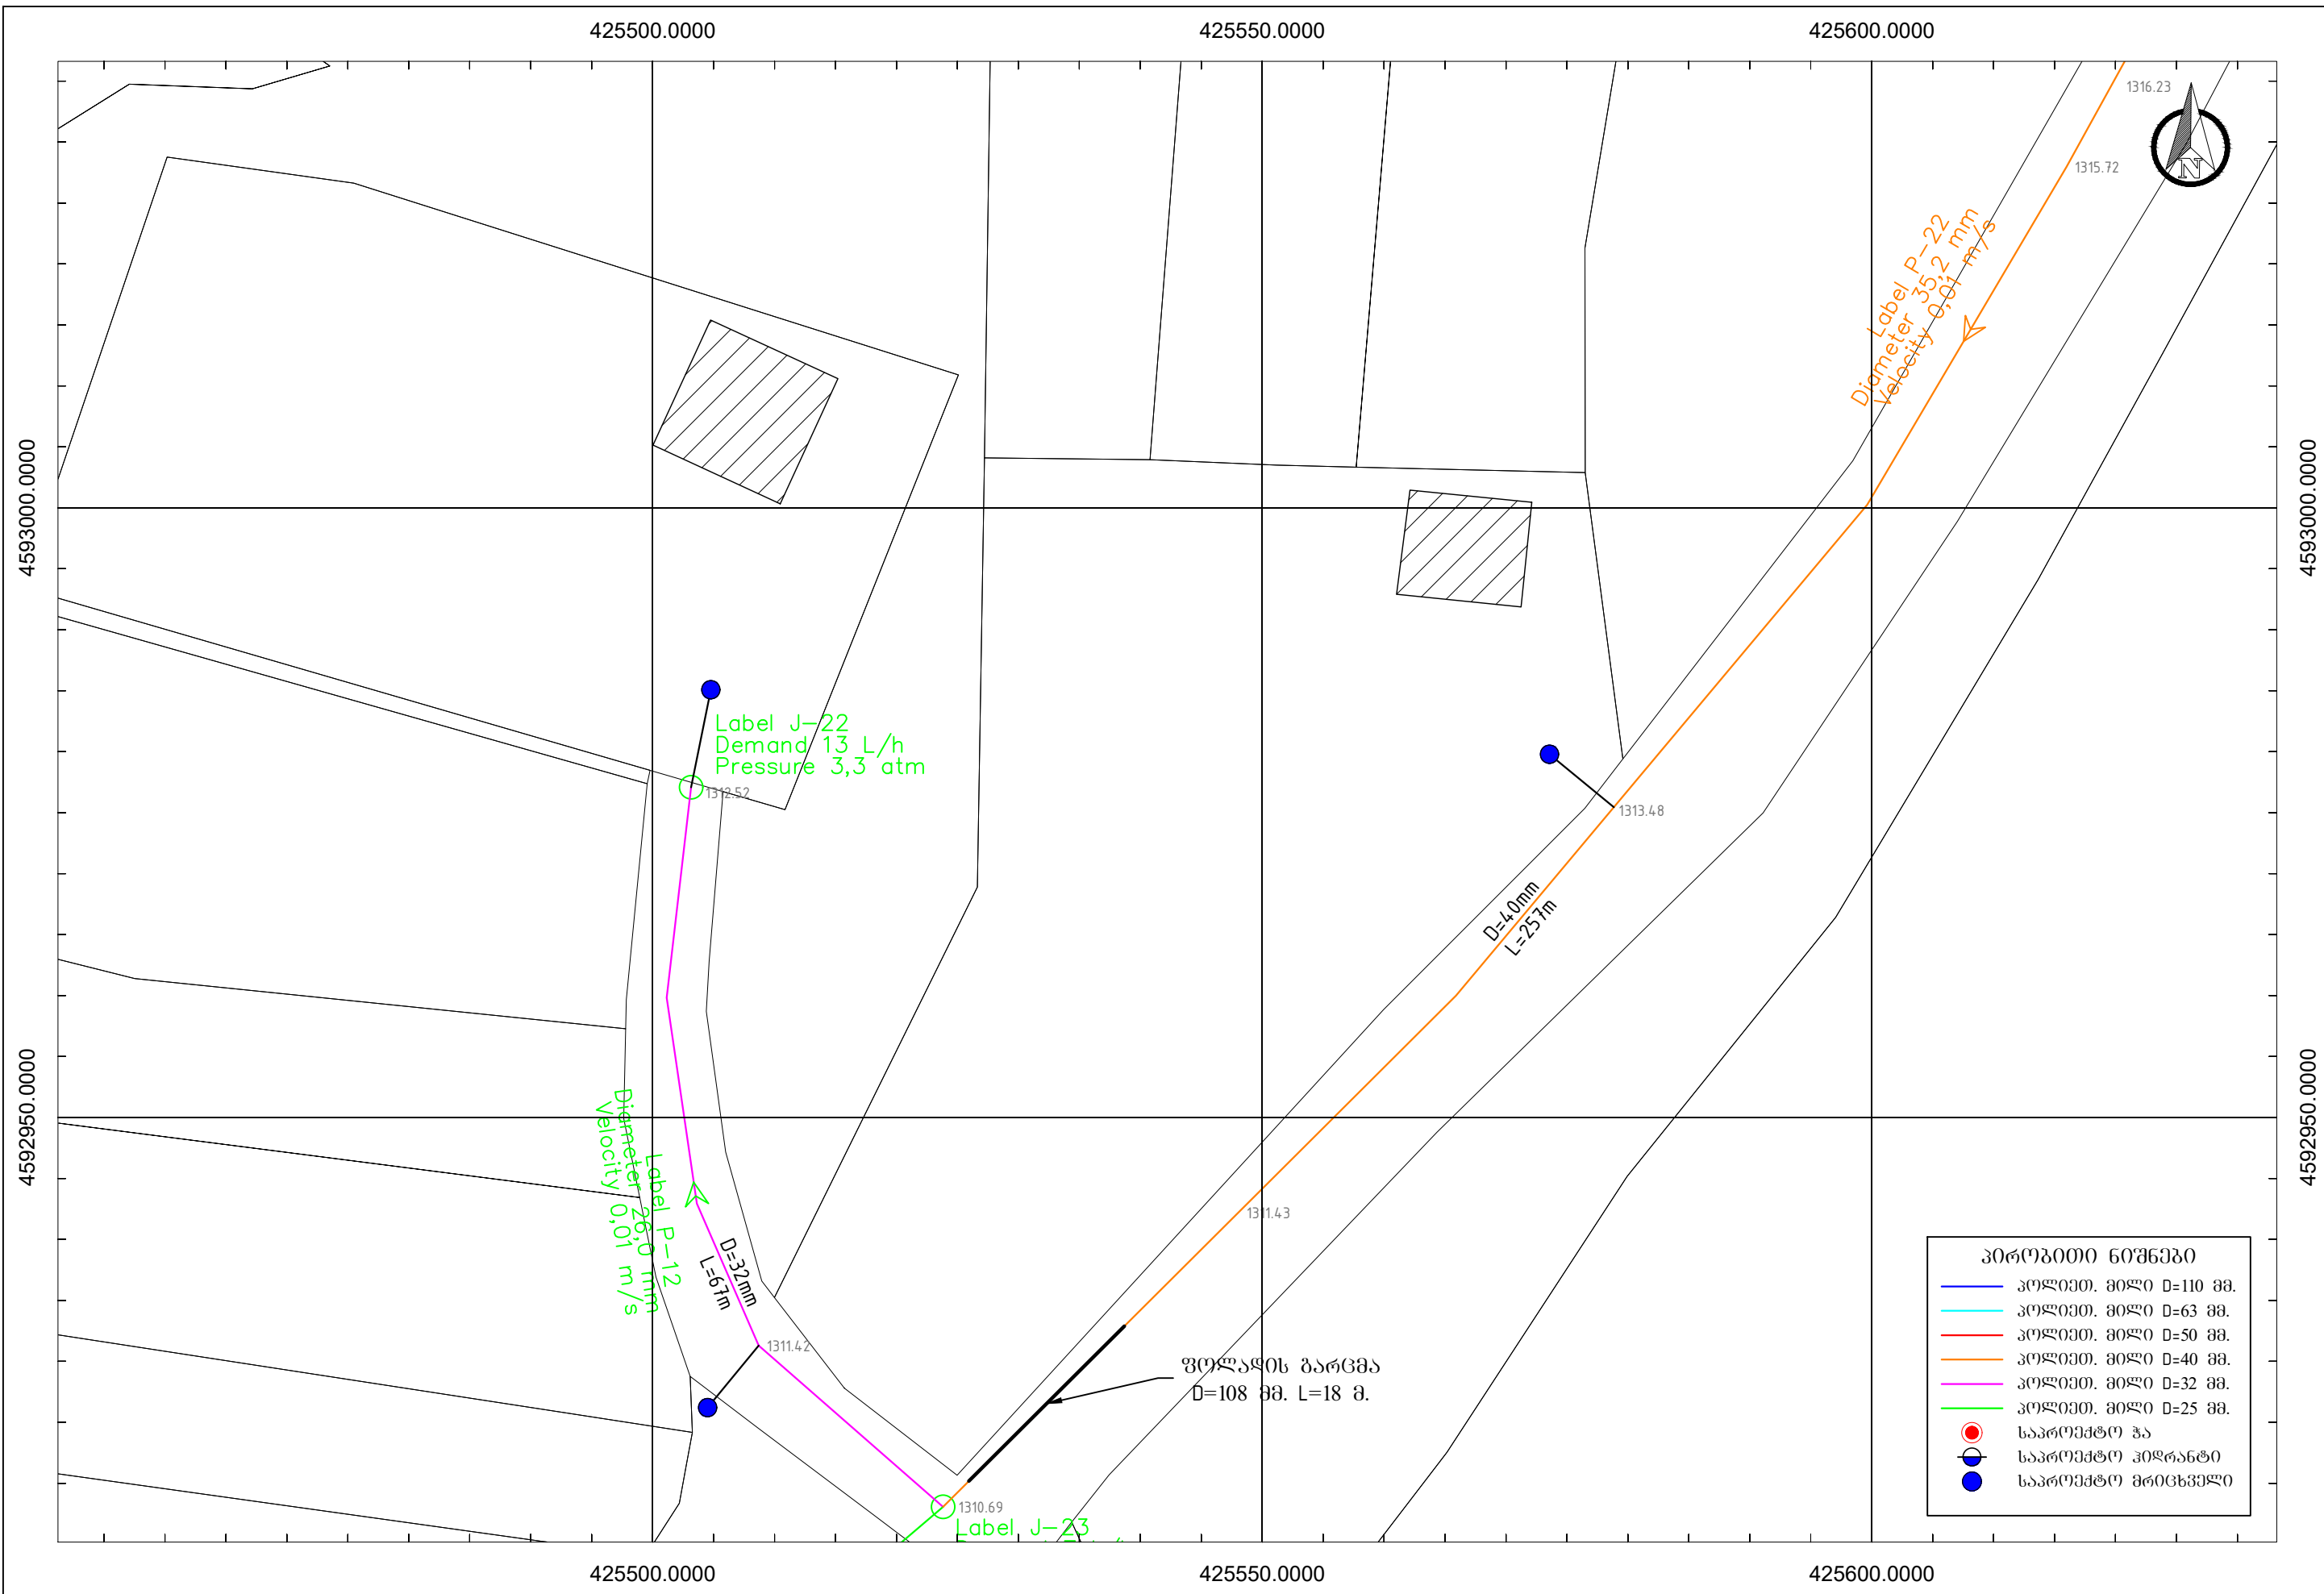 425500.0000
425550.0000
425600.0000
1316.23
1315.72
N
Label P-22
Diameter 35,2 mm
Velocity 0,01 m/s
4593000.0000
4593000.0000
Label J-22
Demand 13 L/h
Pressure 3,3 atm
1312.52
1313.48
D=40mm
L=257m
4592950.0000
4592950.0000
Label P-12
Diameter 26,0 mm
Velocity 0,01 m/s
D=32mm
L=67m
1311.43
1311.42
ფოლადის გარცმა
D=108 მმ. L=18 მ.
1310.69
Label J-23
პირობითი ნიშნები
პოლიეთ. მილი D=110 მმ.
პოლიეთ. მილი D=63 მმ.
პოლიეთ. მილი D=50 მმ.
პოლიეთ. მილი D=40 მმ.
პოლიეთ. მილი D=32 მმ.
პოლიეთ. მილი D=25 მმ.
საპროექტო ჭა
საპროექტო ჰიდრანტი
საპროექტო მრიცხველი
425500.0000
425550.0000
425600.0000